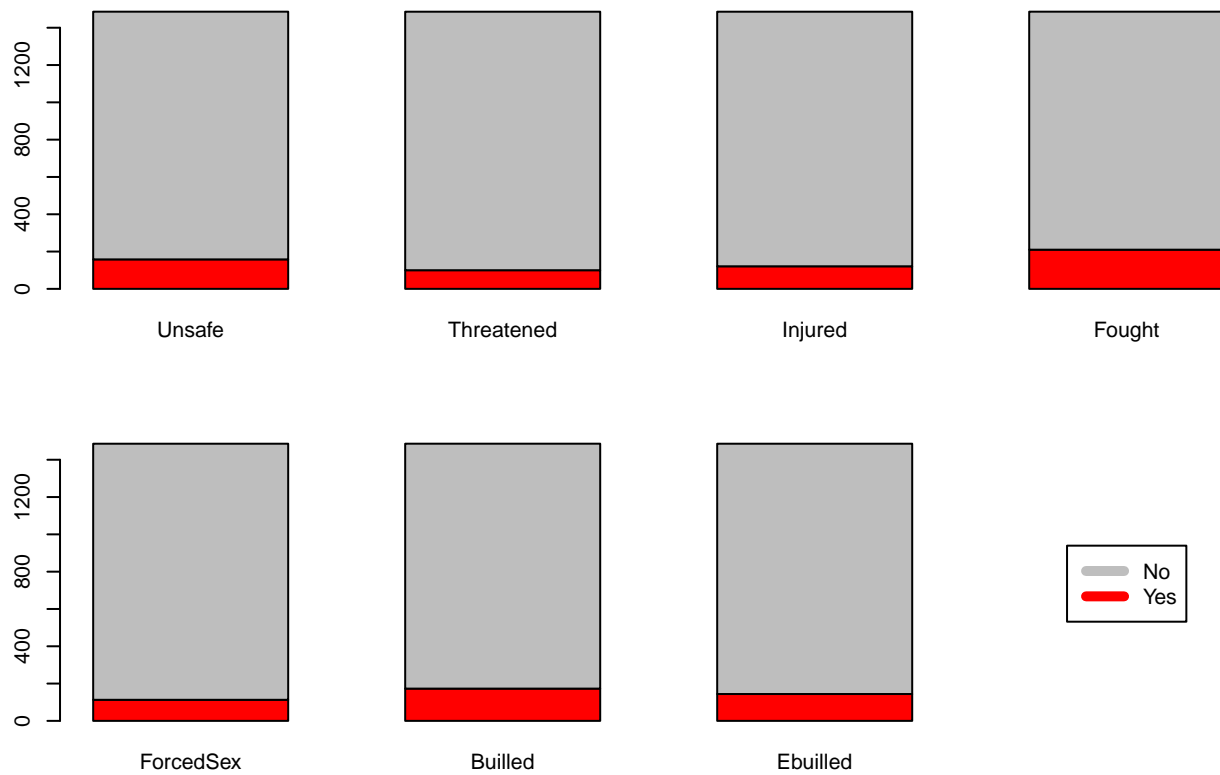 1200
800
400
0
Unsafe
Threatened
Injured
Fought
1200
800
400
0
No
Yes
ForcedSex
Builled
Ebuilled